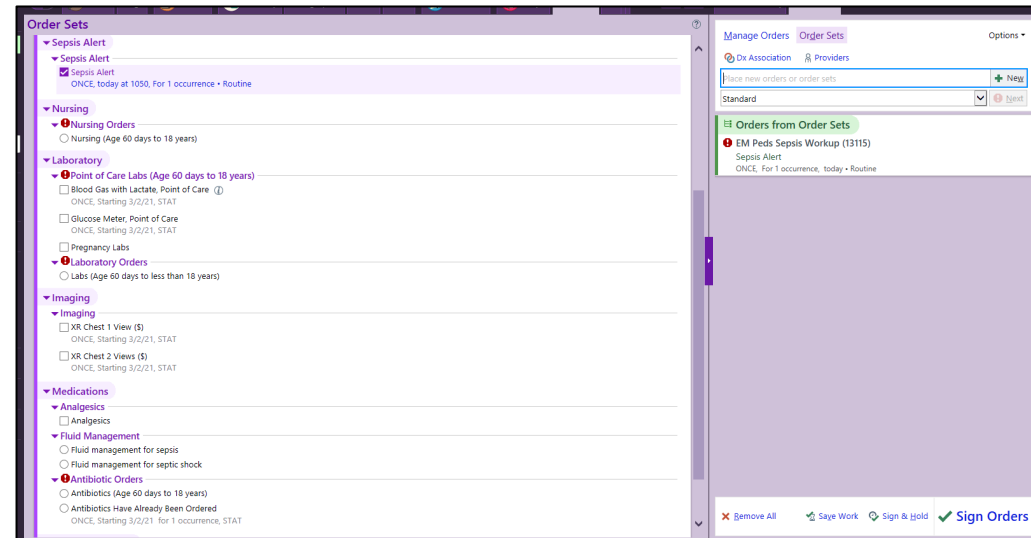 Order Sets
Sepsis Alert
Sepsis Alert
Sepsis Alert
ONCE, today at 1050, For 1 occurrence • Routine
Nursing
Nursing Orders
Nursing (Age 60 days to 18 years)
Laboratory
Point of Care Labs (Age 60 days to 18 years)
Blood Gas with Lactate, Point of Care
ONCE, Starting 3/2/21, STAT
Glucose Meter, Point of Care
ONCE, Starting 3/2/21, STAT
Pregnancy Labs
Laboratory Orders
Labs (Age 60 days to less than 18 years)
Imaging
Imaging
XR Chest 1 View ($)
ONCE, Starting 3/2/21, STAT
XR Chest 2 Views ($)
ONCE, Starting 3/2/21, STAT
Medications
Analgesics
Analgesics
Fluid Management
Fluid management for sepsis
Fluid management for septic shock
Antibiotic Orders
Antibiotics (Age 60 days to 18 years)
Antibiotics Have Already Been Ordered
ONCE, Starting 3/2/21 for 1 occurrence, STAT
Manage Orders Order Sets Options
Dx Association Providers
Place new orders or order sets New
Standard Next
Orders from Order Sets
EM Peds Sepsis Workup (13115)
Sepsis Alert
ONCE, For 1 occurrence, today • Routine
Remove All Save Work Sign & Hold Sign Orders